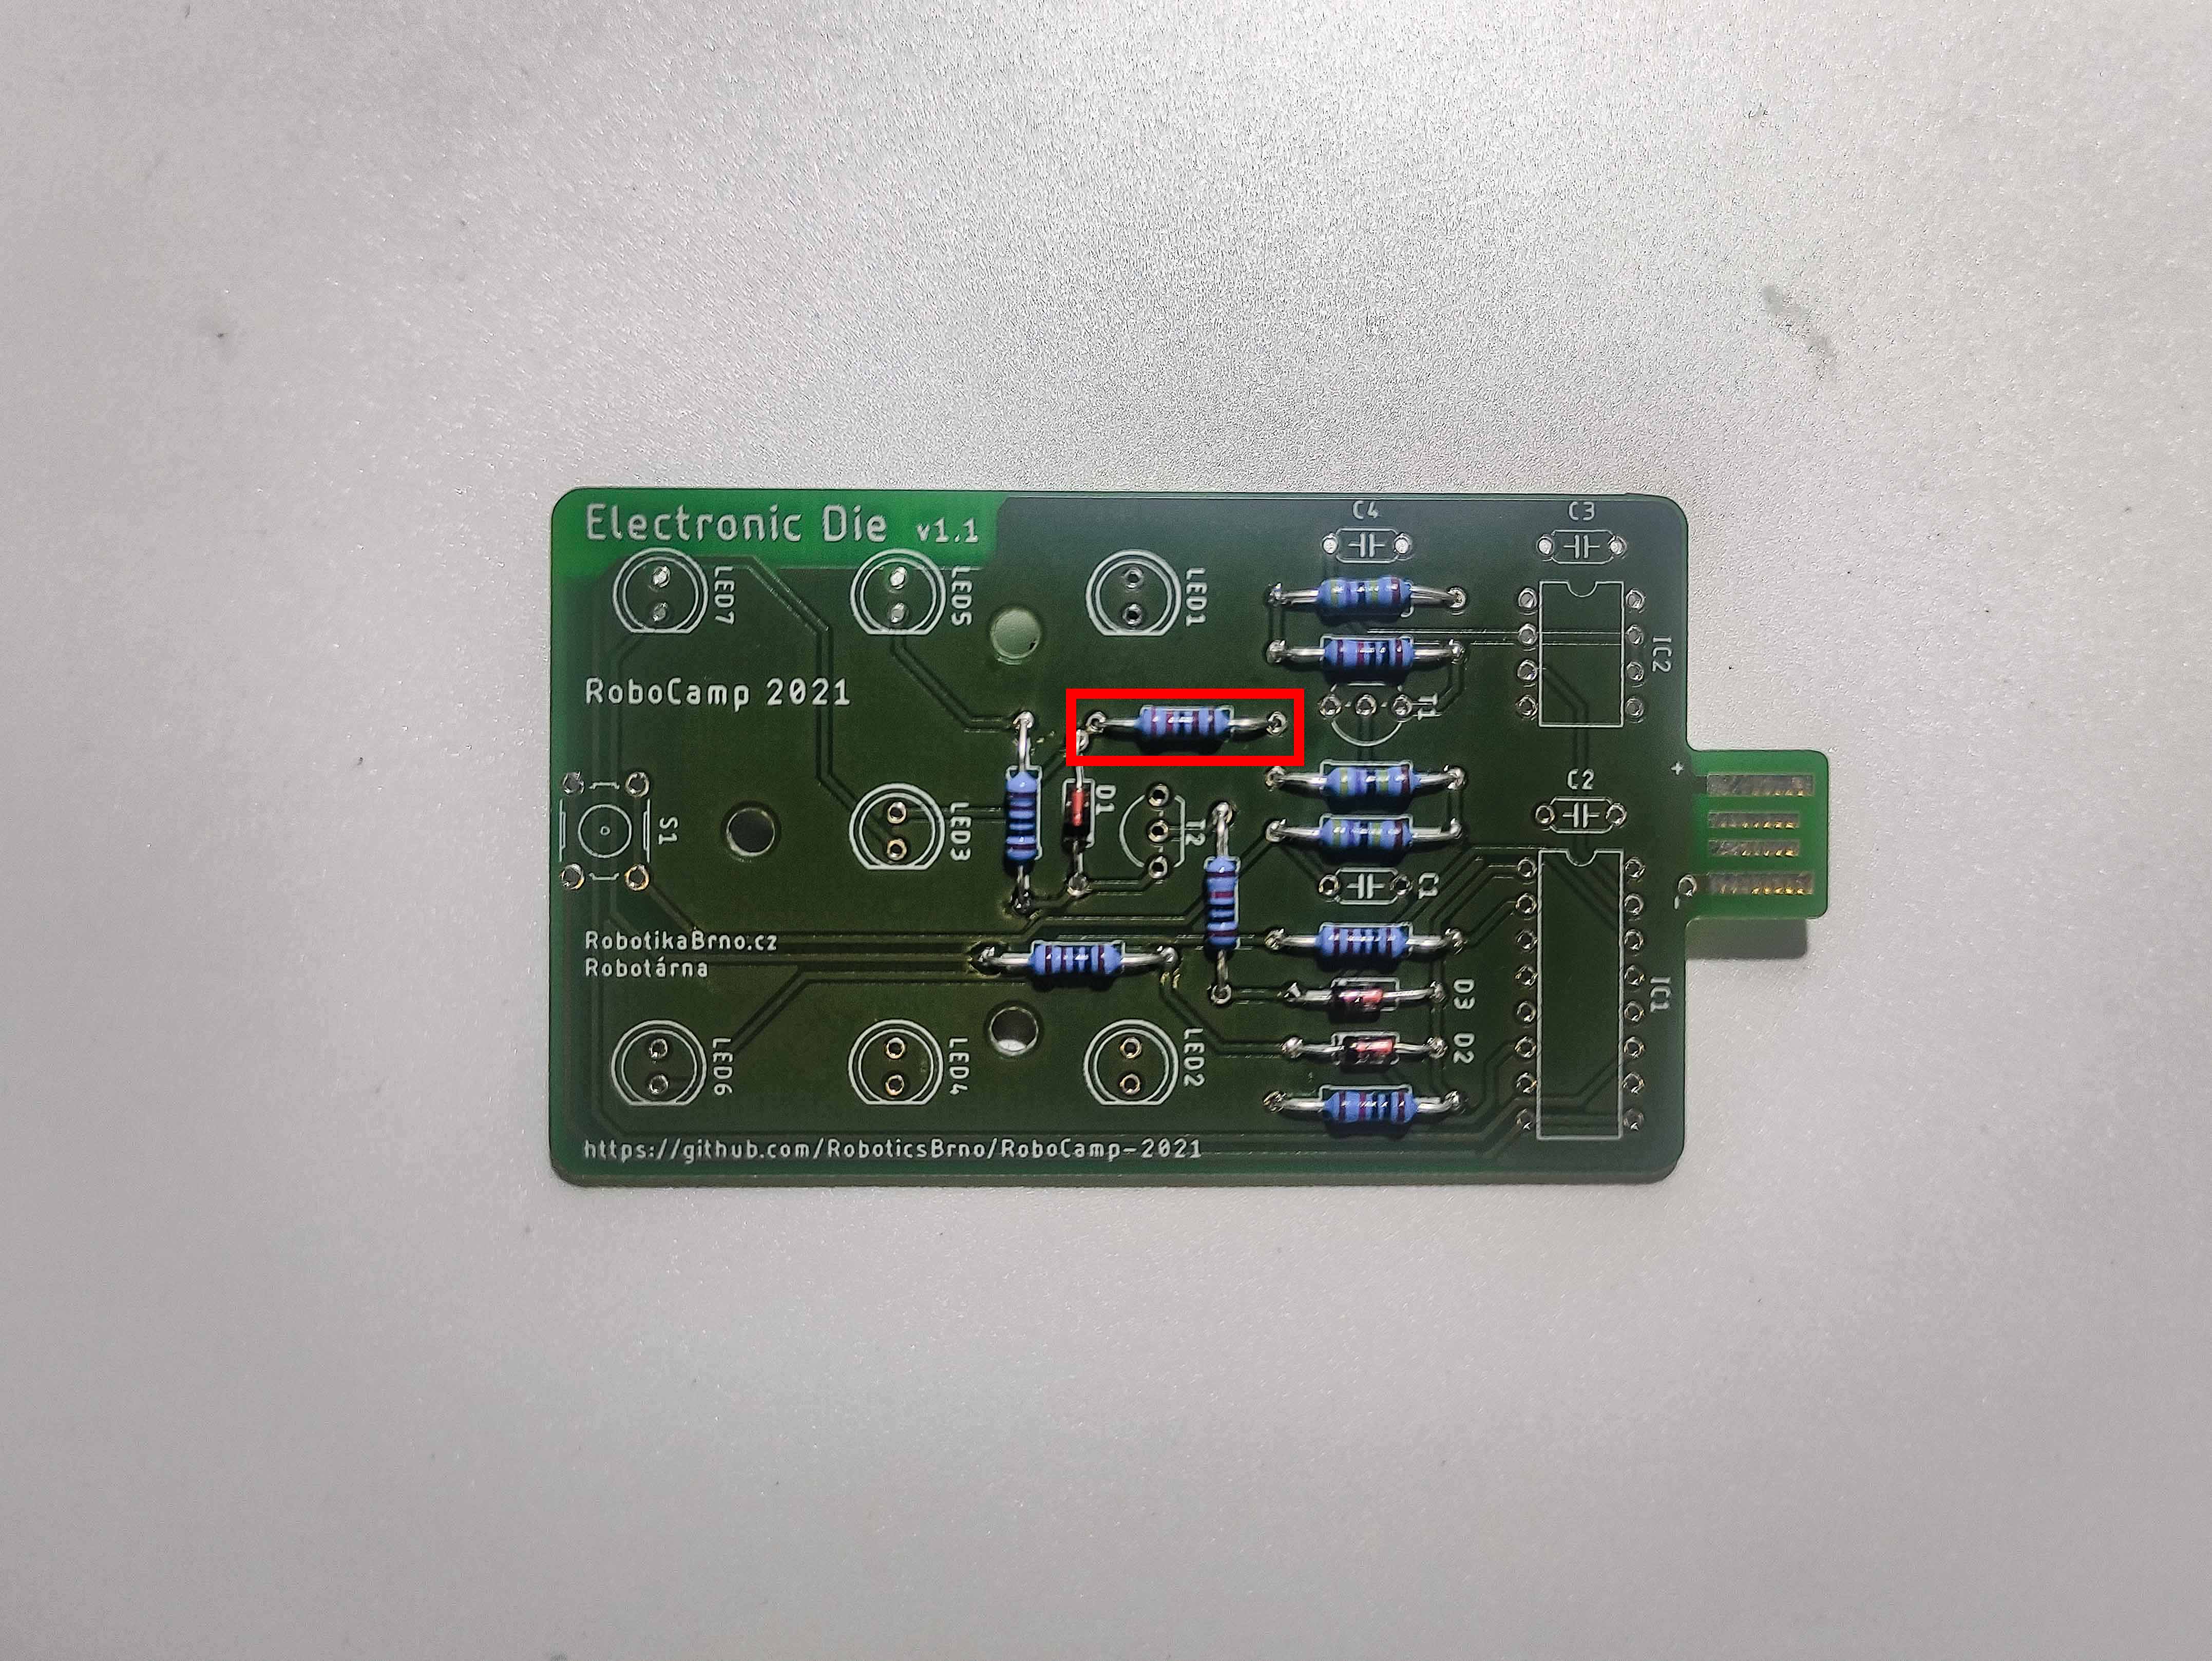 Electronic Die v1.1
C4
C3
LED7
LED5
LED1
IC2
RoboCamp 2021
T1
+
D1
C2
S1
LED3
T2
C1
-
RobotikaBrno.cz
Robotárna
D3
IC1
D2
LED6
LED4
LED2
https://github.com/RoboticsBrno/RoboCamp-2021